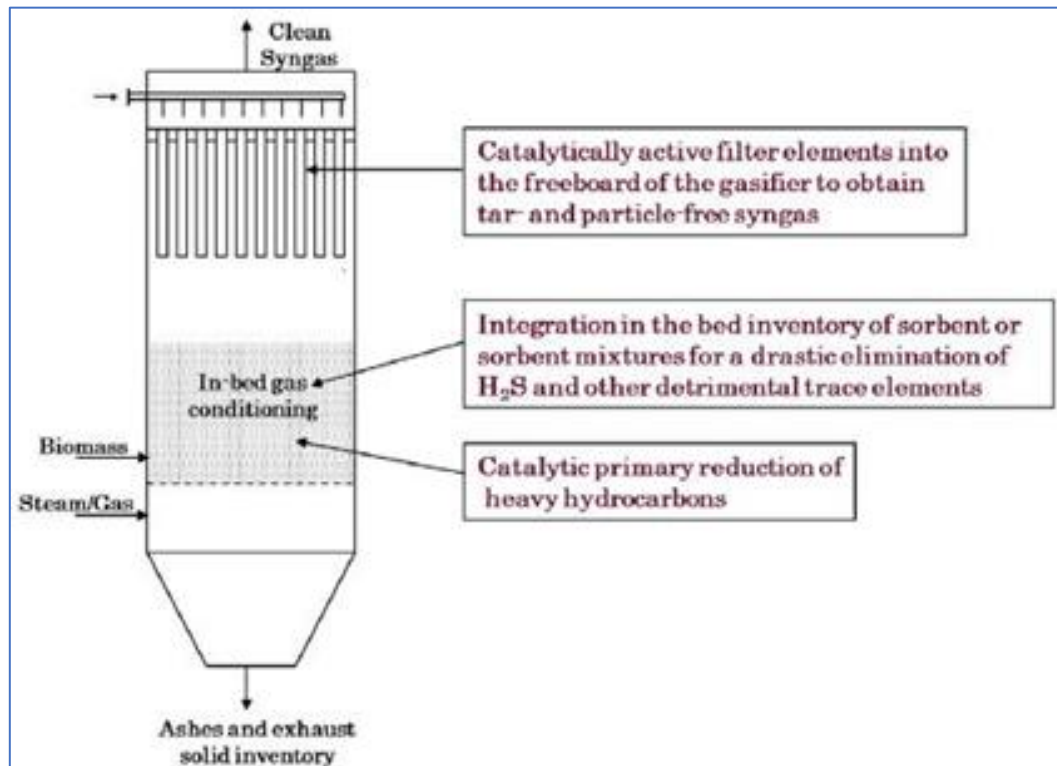 Clean
Syngas
Catalytically active filter elements into
the freeboard of the gasifier to obtain
tar- and particle-free syngas
Integration in the bed inventory of sorbent or
sorbent mixtures for a drastic elimination of
H₂S and other detrimental trace elements
In-bed gas
conditioning
Biomass
Catalytic primary reduction of
heavy hydrocarbons
Steam/Gas
Ashes and exhaust
solid inventory